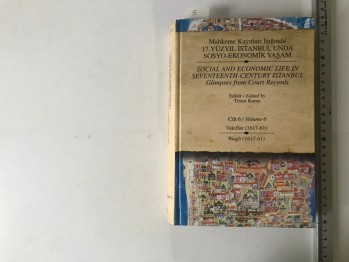 Mahkeme Kayıtları Işığında
17. YÜZYIL İSTANBUL'UNDA
SOSYO-EKONOMİK YAŞAM
SOCIAL AND ECONOMIC LIFE IN
SEVENTEENTH-CENTURY ISTANBUL
Glimpses from Court Records
Editör / Edited by
Timur Kuran
Cilt 6 / Volume 6
Vakıflar (1617-61)
Waqfs (1617-61)